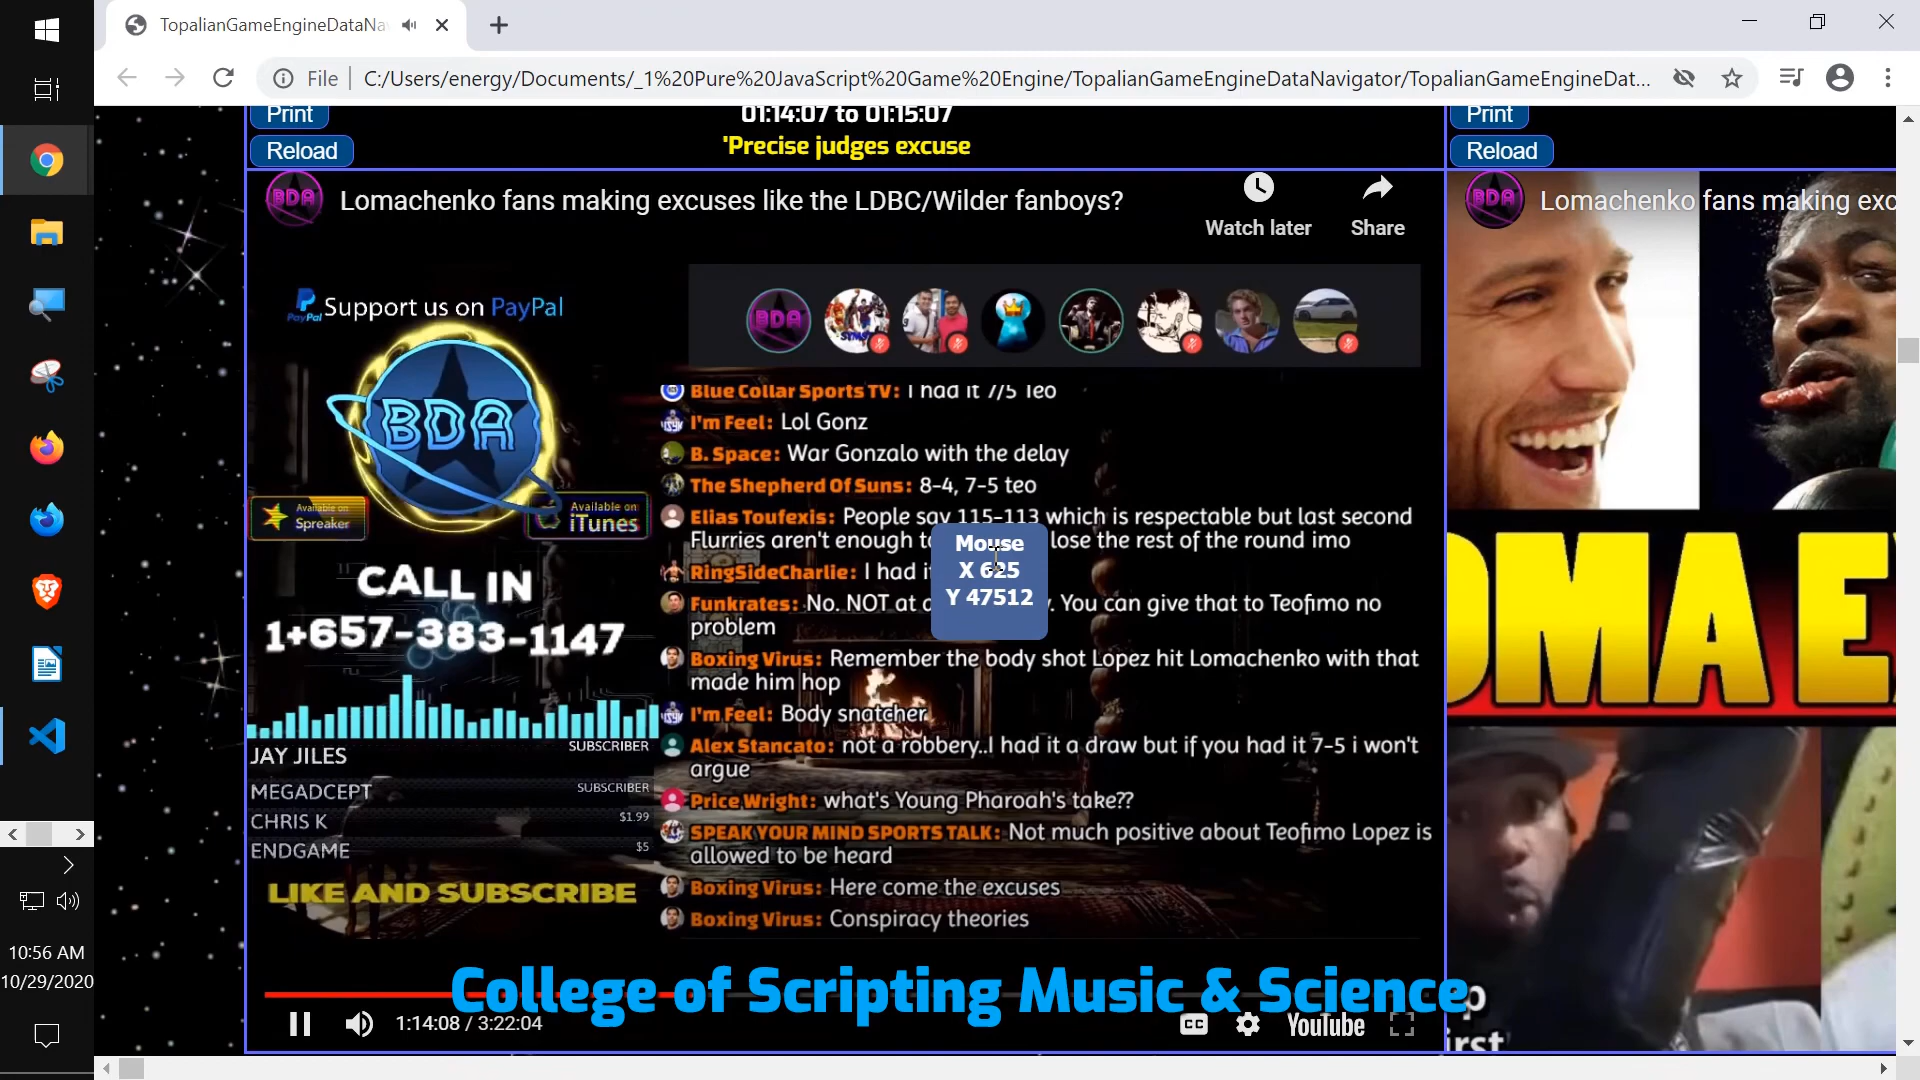 TopalianGameEngineDataNa
File
C:/Users/energy/Documents/_1%20Pure%20JavaScript%20Game%20Engine/TopalianGameEngineDataNavigator/TopalianGameEngineDat...
Print
Reload
01:14:07 to 01:15:07
'Precise judges excuse
Print
Reload
BDA
Lomachenko fans making excuses like the LDBC/Wilder fanboys?
Watch later
Share
BDA
Lomachenko fans making exc
PayPal
Support us on PayPal
BDA
BDA
Available on
Spreaker
Available on
iTunes
CALL IN
1+657-383-1147
JAY JILES
SUBSCRIBER
MEGADCEPT
SUBSCRIBER
CHRIS K
$1.99
ENDGAME
$5
LIKE AND SUBSCRIBE
Blue Collar Sports TV: I had it 7/5 Teo
I'm Feel: Lol Gonz
B. Space: War Gonzalo with the delay
The Shepherd Of Suns: 8-4, 7-5 teo
Elias Toufexis: People say 115-113 which is respectable but last second
Flurries aren't enough lose the rest of the round imo
RingSideCharlie: I had
Funkrates: No. NOT at You can give that to Teofimo no
problem
Boxing Virus: Remember the body shot Lopez hit Lomachenko with that
made him hop
I'm Feel: Body snatcher
Alex Stancato: not a robbery..I had it a draw but if you had it 7-5 i won't
argue
Price Wright: what's Young Pharoah's take??
SPEAK YOUR MIND SPORTS TALK: Not much positive about Teofimo Lopez is
allowed to be heard
Boxing Virus: Here come the excuses
Boxing Virus: Conspiracy theories
Mouse
X 625
Y 47512
OMA E
College of Scripting Music & Science
1:14:08 / 3:22:04
CC
YouTube
10:56 AM
10/29/2020